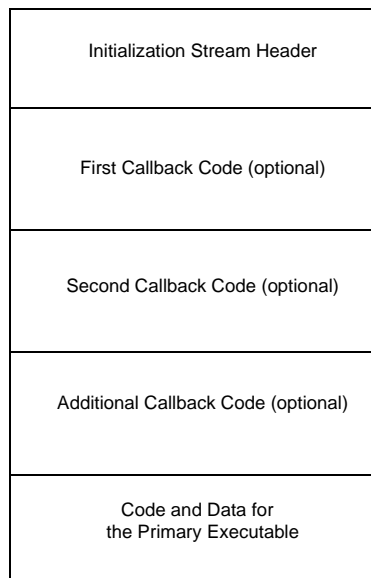 Initialization Stream Header
First Callback Code (optional)
Second Callback Code (optional)
Additional Callback Code (optional)
Code and Data for
the Primary Executable